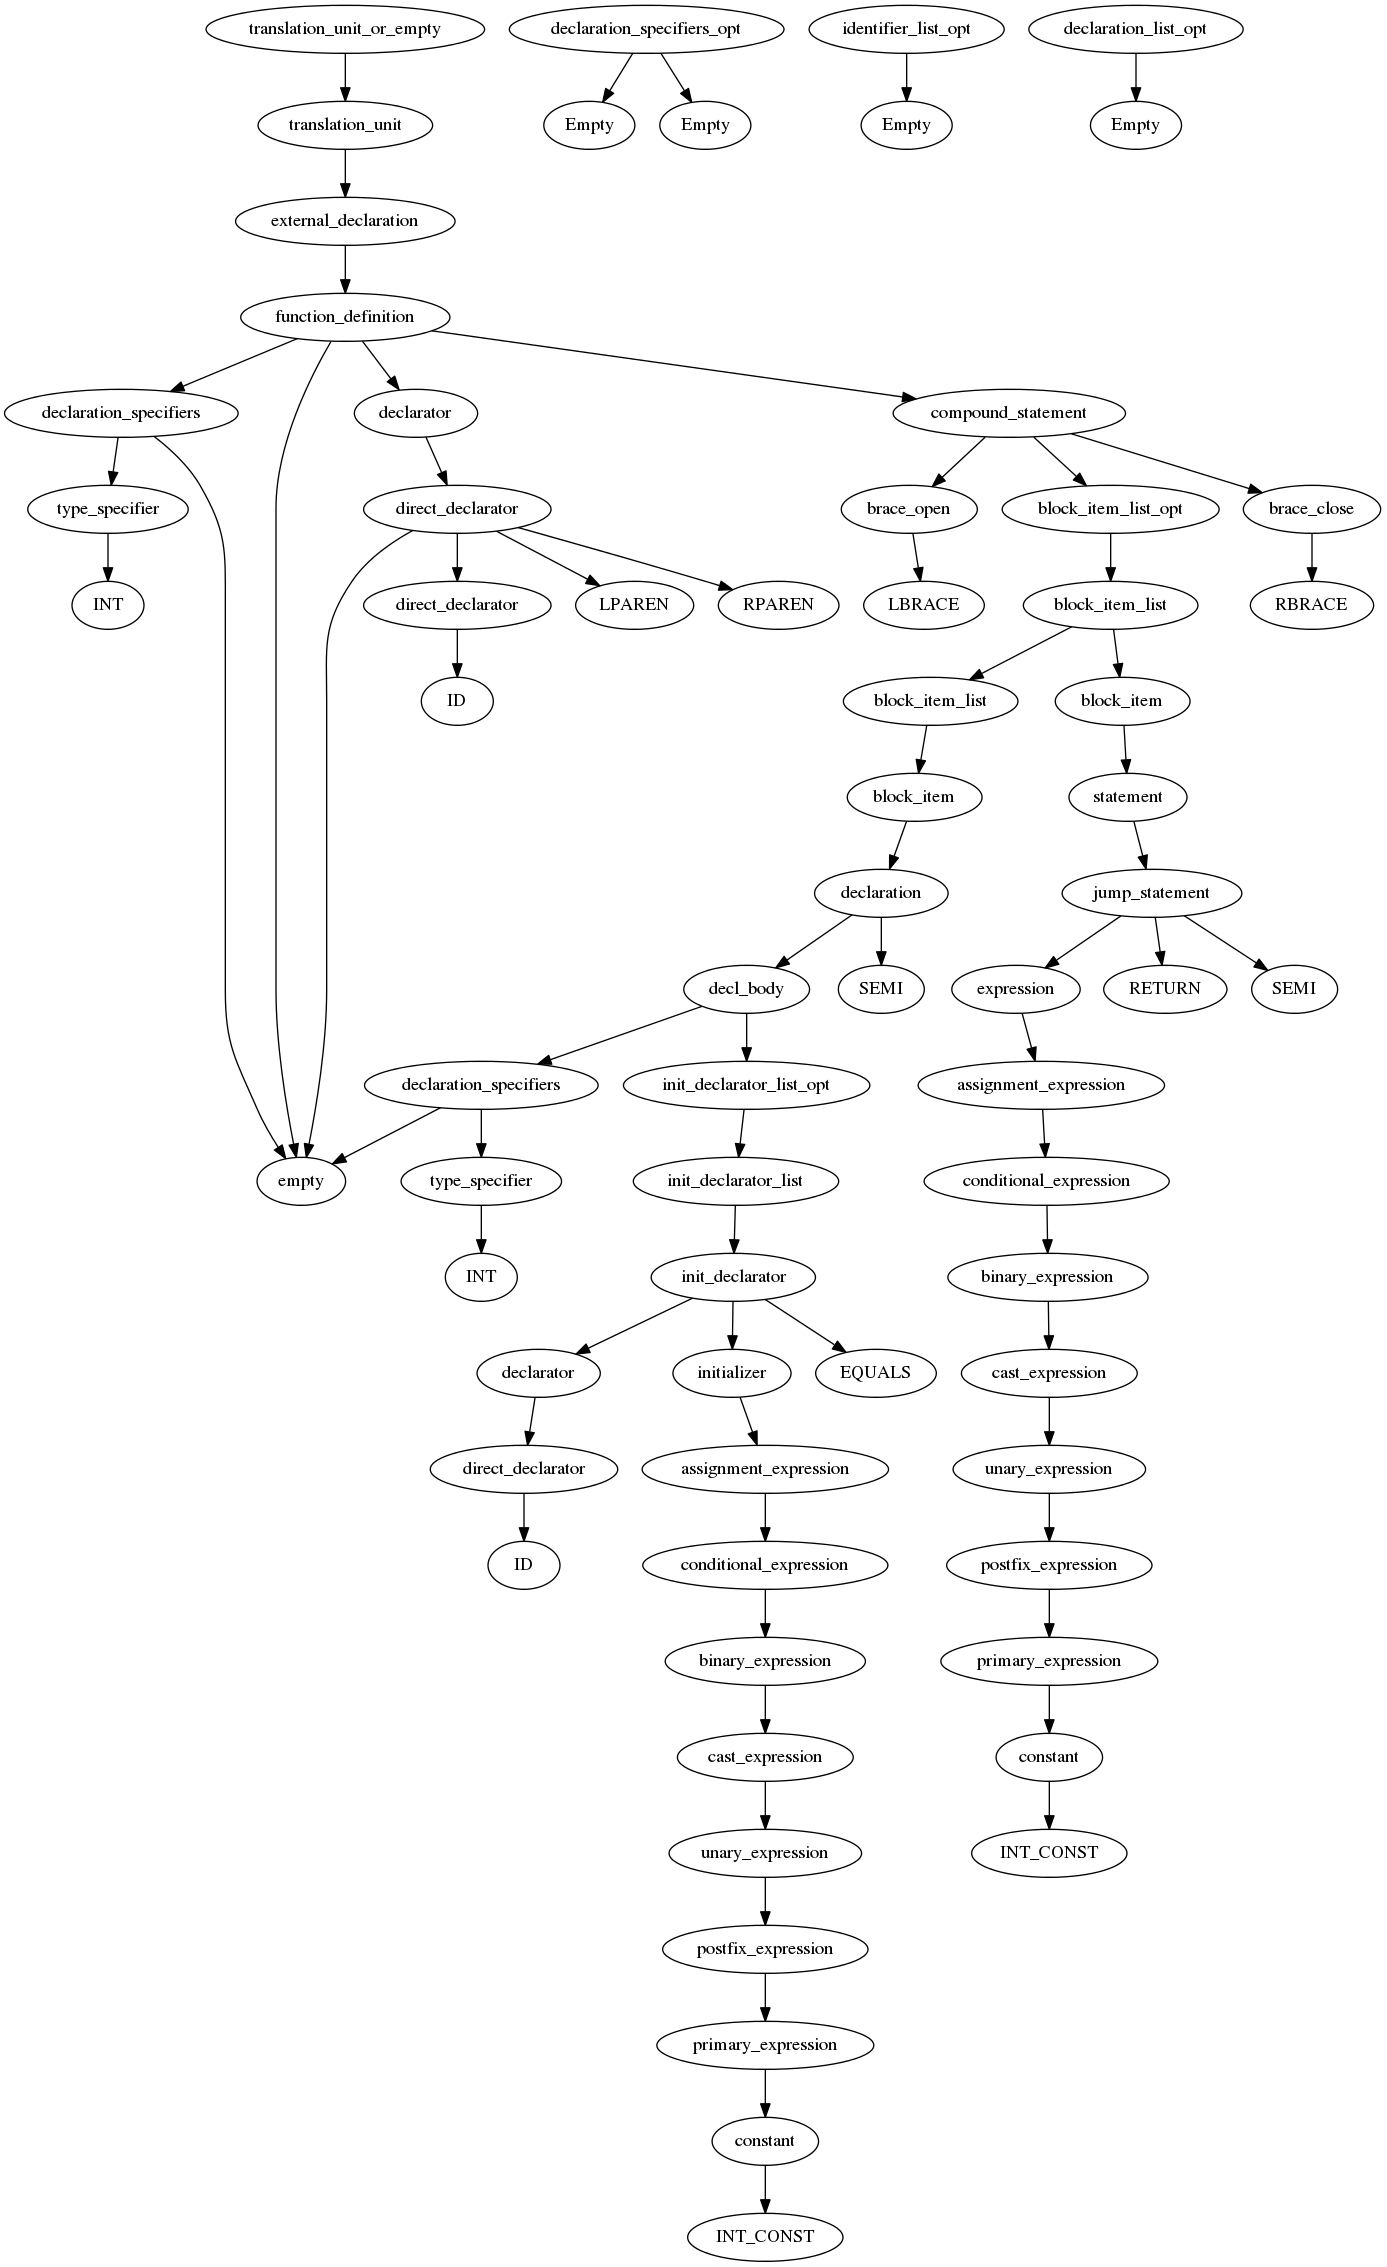 translation_unit_or_empty
declaration_specifiers_opt
identifier_list_opt
declaration_list_opt
translation_unit
Empty
Empty
Empty
Empty
external_declaration
function_definition
declaration_specifiers
declarator
compound_statement
type_specifier
direct_declarator
brace_open
block_item_list_opt
brace_close
INT
direct_declarator
LPAREN
RPAREN
LBRACE
block_item_list
RBRACE
ID
block_item_list
block_item
block_item
statement
declaration
jump_statement
decl_body
SEMI
expression
RETURN
SEMI
declaration_specifiers
init_declarator_list_opt
assignment_expression
empty
type_specifier
init_declarator_list
conditional_expression
INT
init_declarator
binary_expression
declarator
initializer
EQUALS
cast_expression
direct_declarator
assignment_expression
unary_expression
ID
conditional_expression
postfix_expression
binary_expression
primary_expression
cast_expression
constant
unary_expression
INT_CONST
postfix_expression
primary_expression
constant
INT_CONST